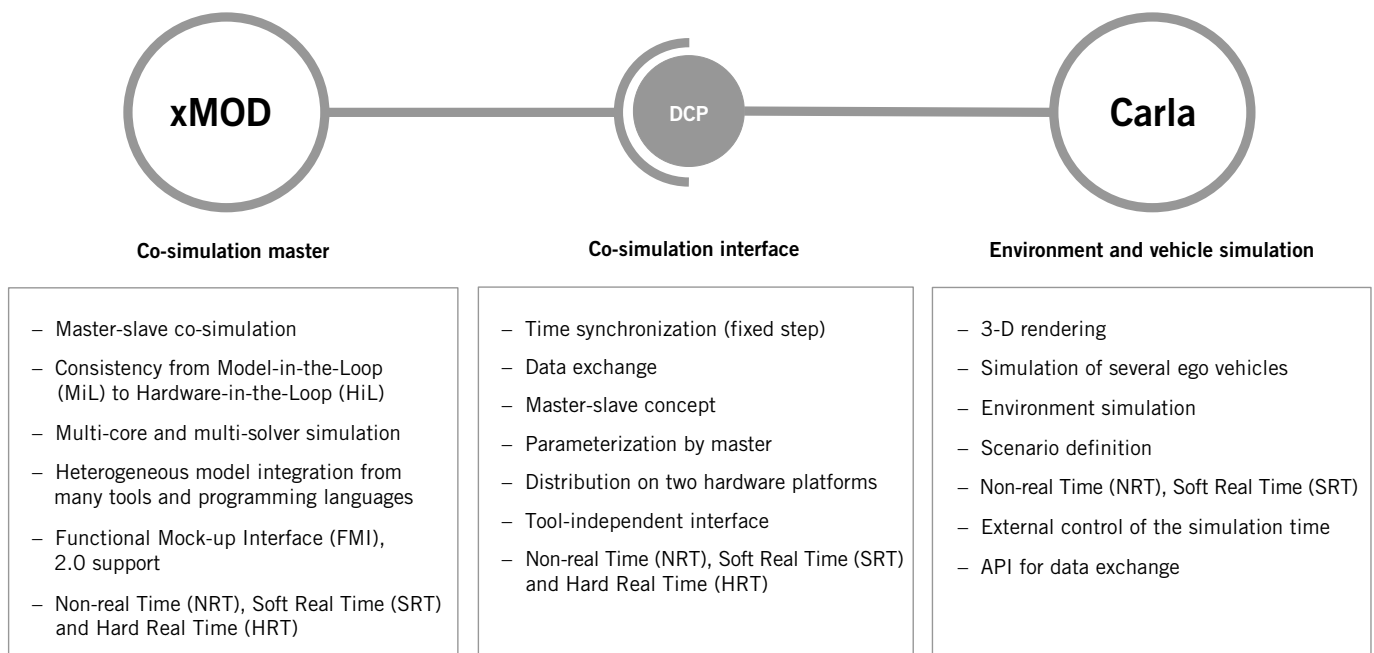 xMOD
DCP
Carla
Co-simulation master
Co-simulation interface
Environment and vehicle simulation
– Master-slave co-simulation
– Consistency from Model-in-the-Loop
(MiL) to Hardware-in-the-Loop (HiL)
– Multi-core and multi-solver simulation
– Heterogeneous model integration from
many tools and programming languages
– Functional Mock-up Interface (FMI),
2.0 support
– Non-real Time (NRT), Soft Real Time (SRT)
and Hard Real Time (HRT)
– Time synchronization (fixed step)
– Data exchange
– Master-slave concept
– Parameterization by master
– Distribution on two hardware platforms
– Tool-independent interface
– Non-real Time (NRT), Soft Real Time (SRT)
and Hard Real Time (HRT)
– 3-D rendering
– Simulation of several ego vehicles
– Environment simulation
– Scenario definition
– Non-real Time (NRT), Soft Real Time (SRT)
– External control of the simulation time
– API for data exchange